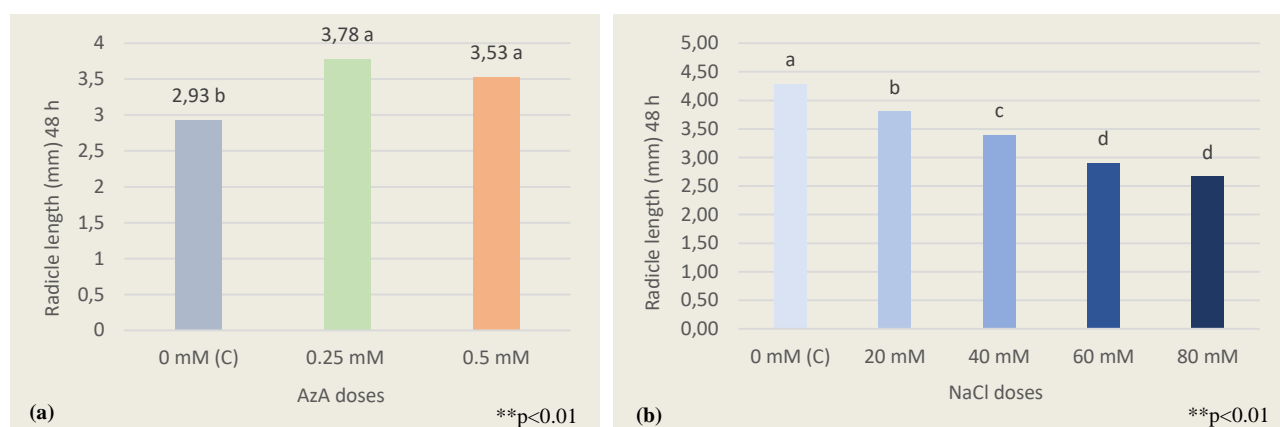 Radicle length (mm) 48 h
4
3,5
3
2,5
2
1,5
1
0,5
0
2,93 b
3,78 a
3,53 a
0 mM (C) 0.25 mM 0.5 mM
AzA doses
(a) **p<0.01
Radicle length (mm) 48 h
5,00
4,50
4,00
3,50
3,00
2,50
2,00
1,50
1,00
0,50
0,00
a
b
c
d
d
0 mM (C) 20 mM 40 mM 60 mM 80 mM
NaCl doses
(b) **p<0.01